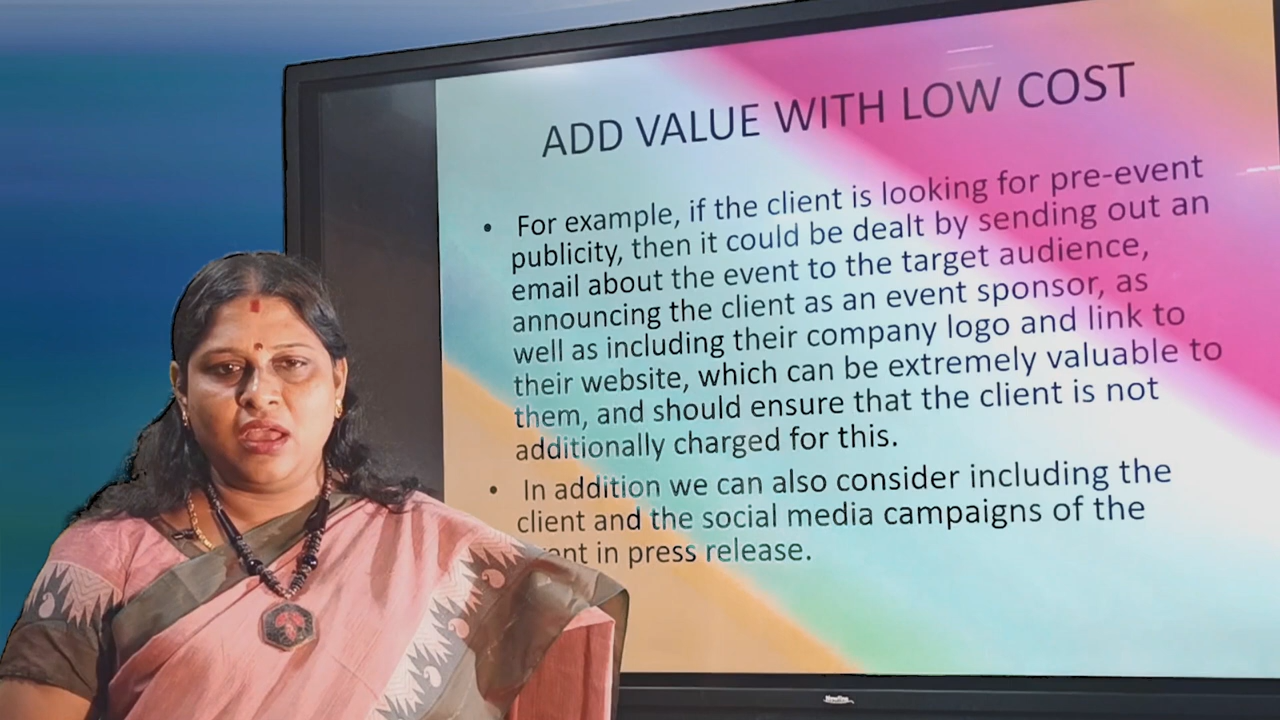 ADD VALUE WITH LOW COST
• For example, if the client is looking for pre-event
publicity, then it could be dealt by sending out an
email about the event to the target audience,
announcing the client as an event sponsor, as
well as including their company logo and link to
their website, which can be extremely valuable to
them, and should ensure that the client is not
additionally charged for this.
• In addition we can also consider including the
client and the social media campaigns of the
in press release.